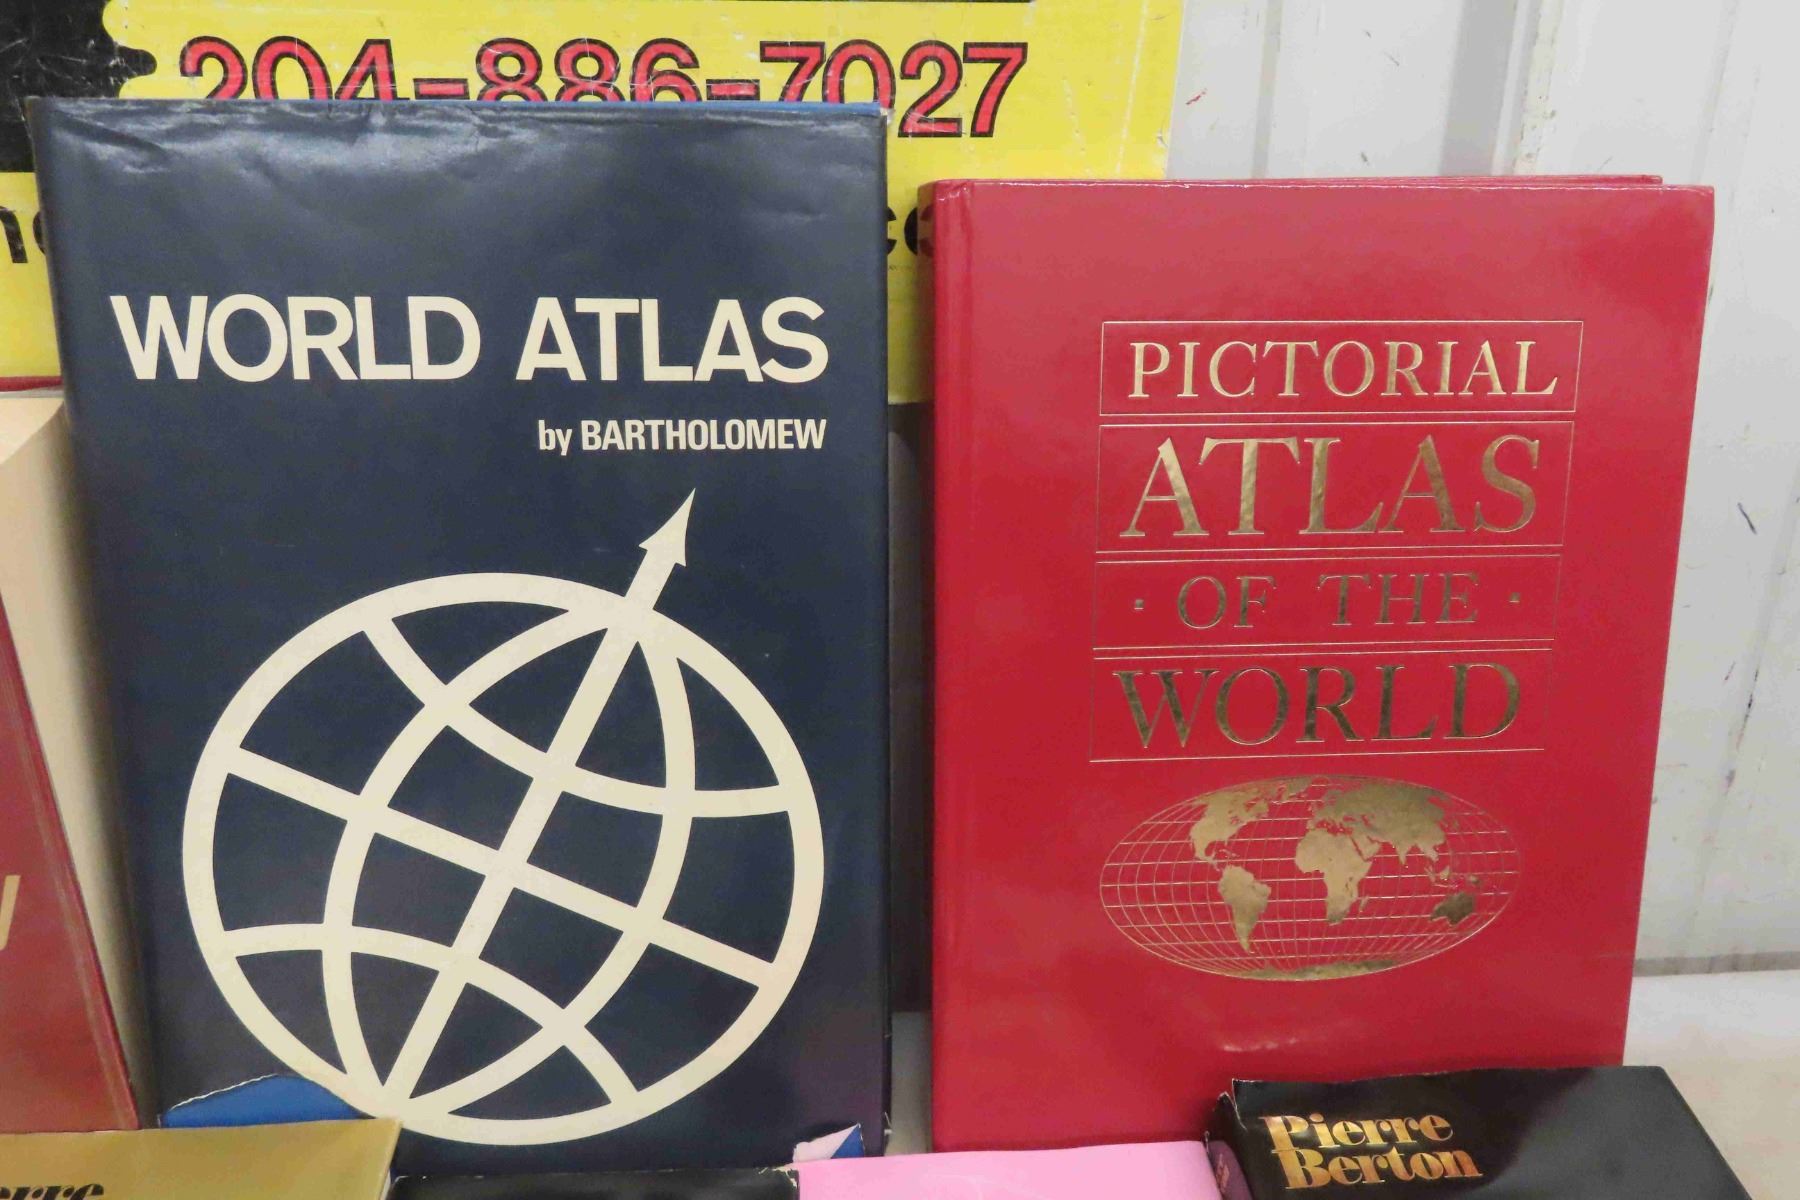 204-886-7027
WORLD ATLAS
by BARTHOLOMEW
PICTORIAL
ATLAS
· OF THE ·
WORLD
Pierre
Berton